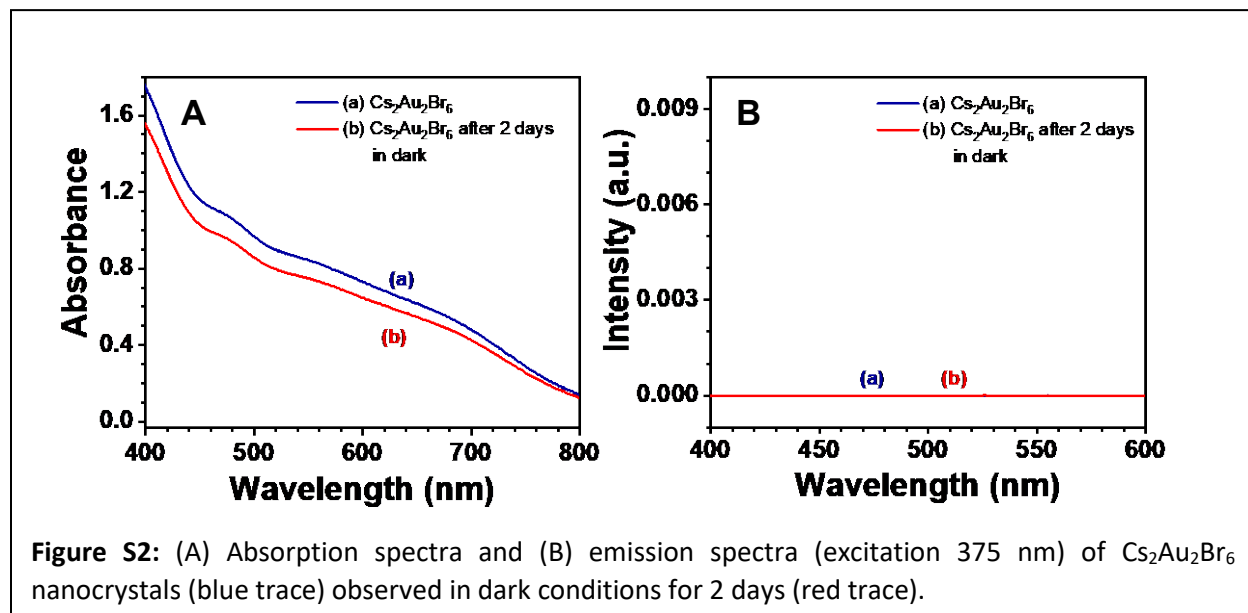 A
(a) Cs₂Au₂Br₆
(b) Cs₂Au₂Br₆ after 2 days
in dark
1.6
1.2
0.8
0.4
0.0
Absorbance
(a)
(b)
400 500 600 700 800
Wavelength (nm)
B
(a) Cs₂Au₂Br₆
(b) Cs₂Au₂Br₆ after 2 days
in dark
0.009
0.006
0.003
0.000
Intensity (a.u.)
(a) (b)
400 450 500 550 600
Wavelength (nm)
Figure S2: (A) Absorption spectra and (B) emission spectra (excitation 375 nm) of Cs₂Au₂Br₆
nanocrystals (blue trace) observed in dark conditions for 2 days (red trace).